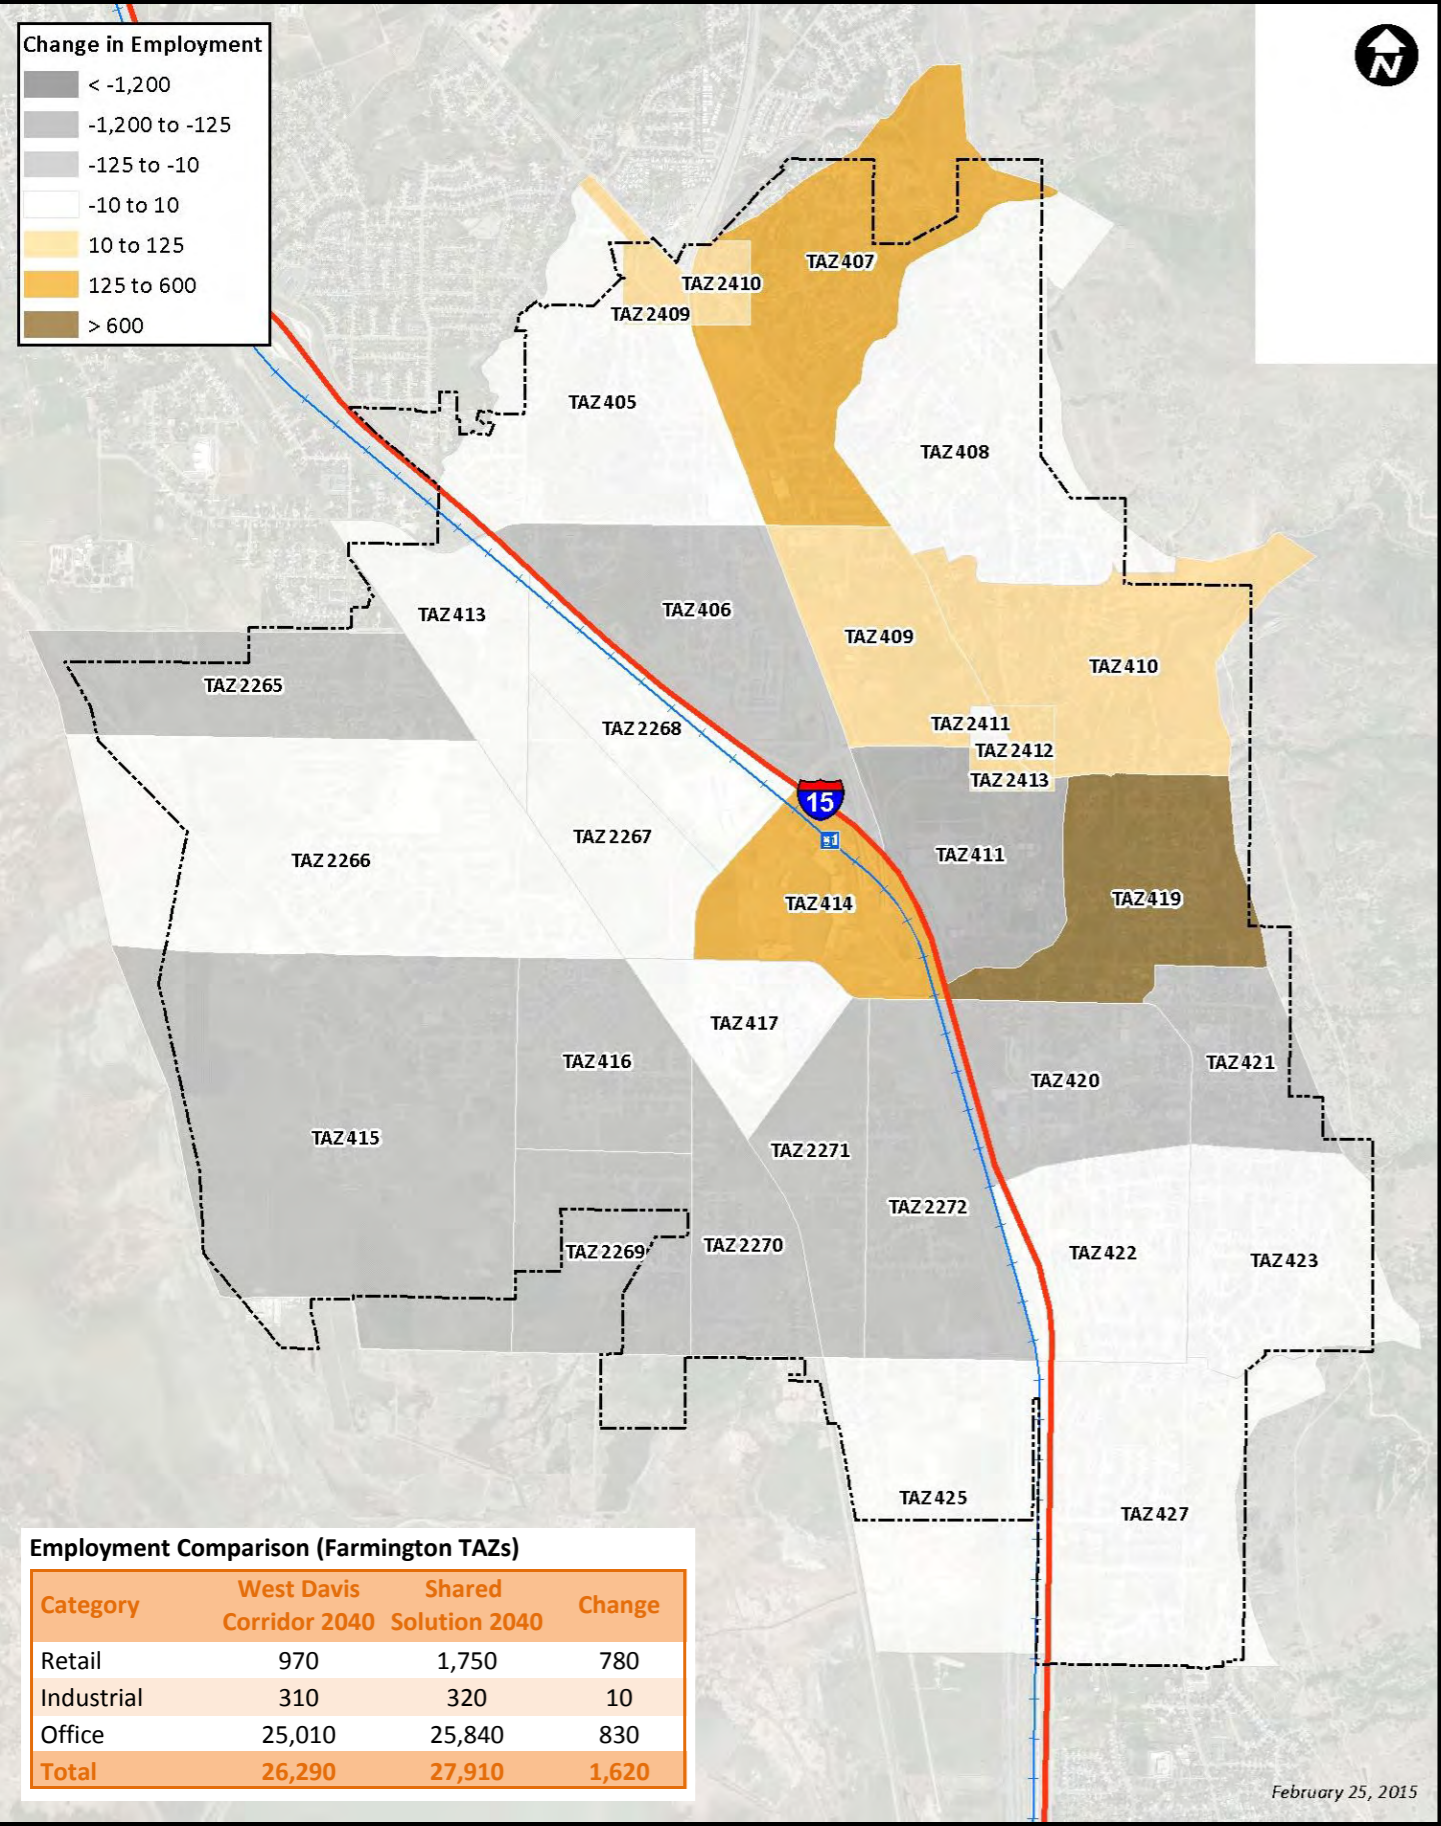 Change in Employment
< -1,200
-1,200 to -125
-125 to -10
-10 to 10
10 to 125
125 to 600
> 600
N
TAZ 407
TAZ 2410
TAZ 2409
TAZ 405
TAZ 408
TAZ 406
TAZ 413
TAZ 409
TAZ 410
TAZ 2265
TAZ 2411
TAZ 2268
TAZ 2412
TAZ 2413
15
TAZ 2267
TAZ 2266
TAZ 411
TAZ 414
TAZ 419
TAZ 417
TAZ 416
TAZ 421
TAZ 420
TAZ 415
TAZ 2271
TAZ 2272
TAZ 2270
TAZ 2269
TAZ 422
TAZ 423
TAZ 425
TAZ 427
Employment Comparison (Farmington TAZs)
Category West Davis Corridor 2040 Shared Solution 2040 Change
Retail 970 1,750 780
Industrial 310 320 10
Office 25,010 25,840 830
Total 26,290 27,910 1,620
February 25, 2015